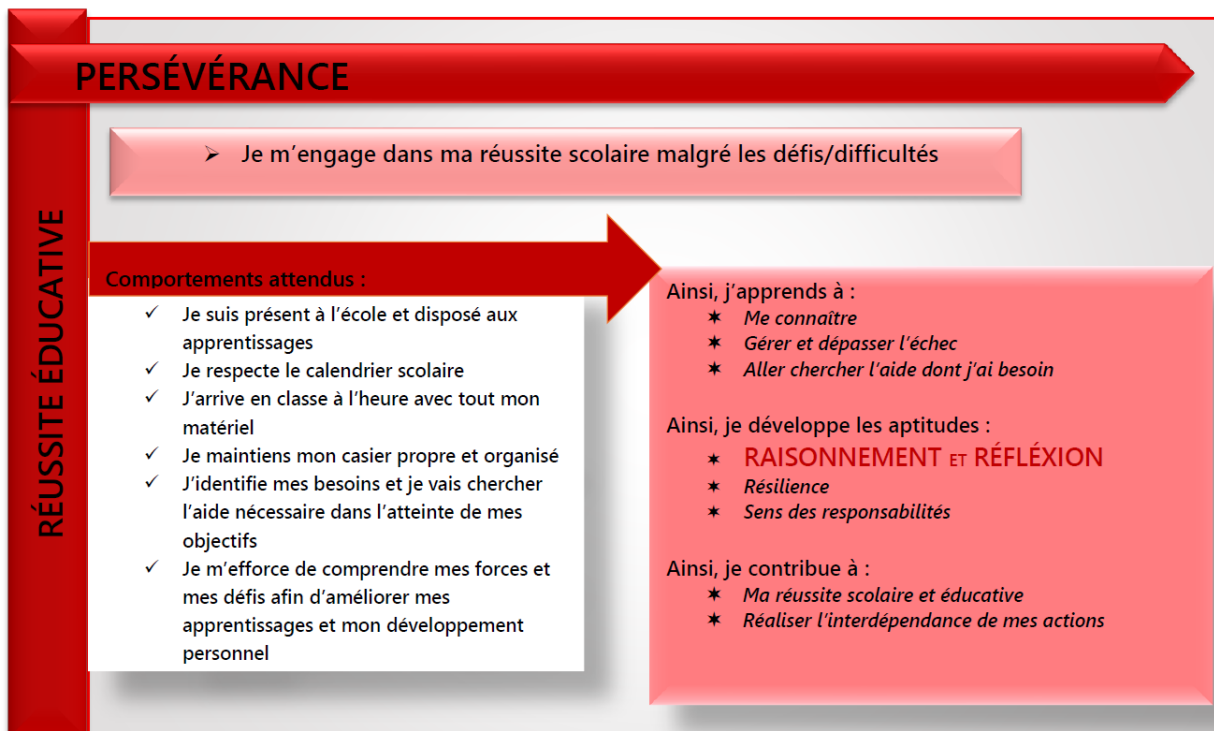 PERSÉVÉRANCE
➢ Je m’engage dans ma réussite scolaire malgré les défis/difficultés
RÉUSSITE ÉDUCATIVE
Comportements attendus :
✓ Je suis présent à l’école et disposé aux
apprentissages
✓ Je respecte le calendrier scolaire
✓ J’arrive en classe à l’heure avec tout mon
matériel
✓ Je maintiens mon casier propre et organisé
✓ J’identifie mes besoins et je vais chercher
l’aide nécessaire dans l’atteinte de mes
objectifs
✓ Je m’efforce de comprendre mes forces et
mes défis afin d’améliorer mes
apprentissages et mon développement
personnel
Ainsi, j’apprends à :
✶ Me connaître
✶ Gérer et dépasser l’échec
✶ Aller chercher l’aide dont j’ai besoin
Ainsi, je développe les aptitudes :
✶ RAISONNEMENT ET RÉFLÉXION
✶ Résilience
✶ Sens des responsabilités
Ainsi, je contribue à :
✶ Ma réussite scolaire et éducative
✶ Réaliser l’interdépendance de mes actions